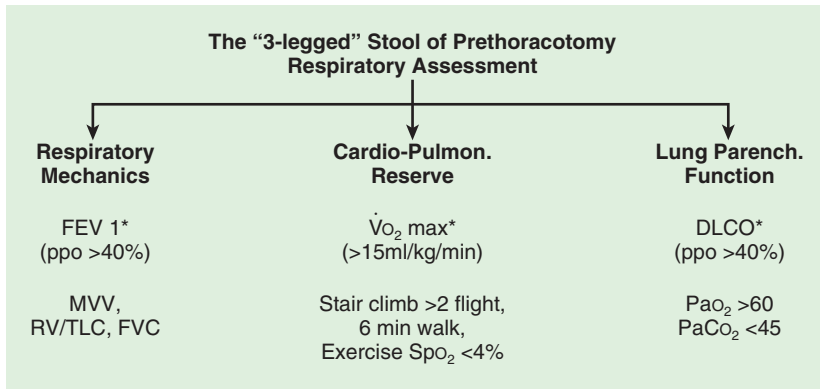 The “3-legged” Stool of Prethoracotomy
Respiratory Assessment
Respiratory
Mechanics
FEV 1*
(ppo >40%)
MVV,
RV/TLC, FVC
Cardio-Pulmon.
Reserve
V̇O₂ max*
(>15ml/kg/min)
Stair climb >2 flight,
6 min walk,
Exercise SpO₂ <4%
Lung Parench.
Function
DLCO*
(ppo >40%)
PaO₂ >60
PaCO₂ <45